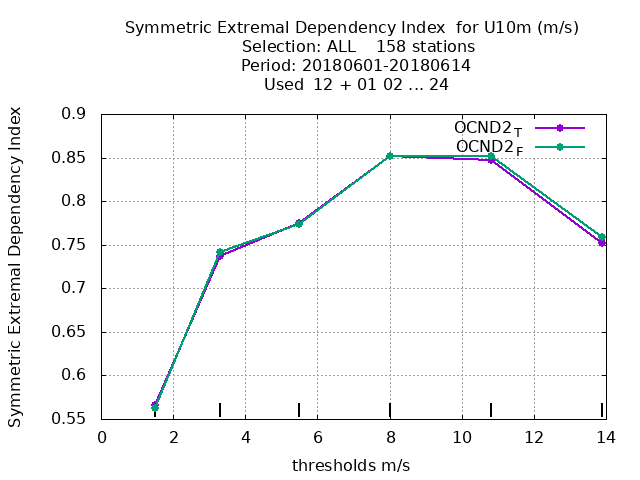 Symmetric Extremal Dependency Index  for U10m (m/s)
Selection: ALL    158 stations
Period: 20180601-20180614
Used  12 + 01 02 ... 24
OCND2T
OCND2F
0.9
0.85
0.8
0.75
0.7
0.65
0.6
0.55
Symmetric Extremal Dependency Index
0 2 4 6 8 10 12 14
thresholds m/s